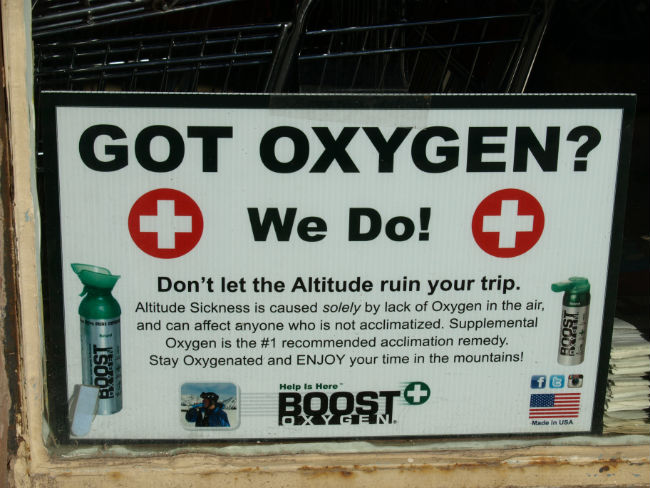 GOT OXYGEN?
We Do!
Don't let the Altitude ruin your trip.
Altitude Sickness is caused solely by lack of Oxygen in the air,
and can affect anyone who is not acclimatized. Supplemental
Oxygen is the #1 recommended acclimation remedy.
Stay Oxygenated and ENJOY your time in the mountains!
BOOST
OXYGEN
BOOST
OXYGEN
Help Is Here™
BOOST
OXYGEN®
Made in USA